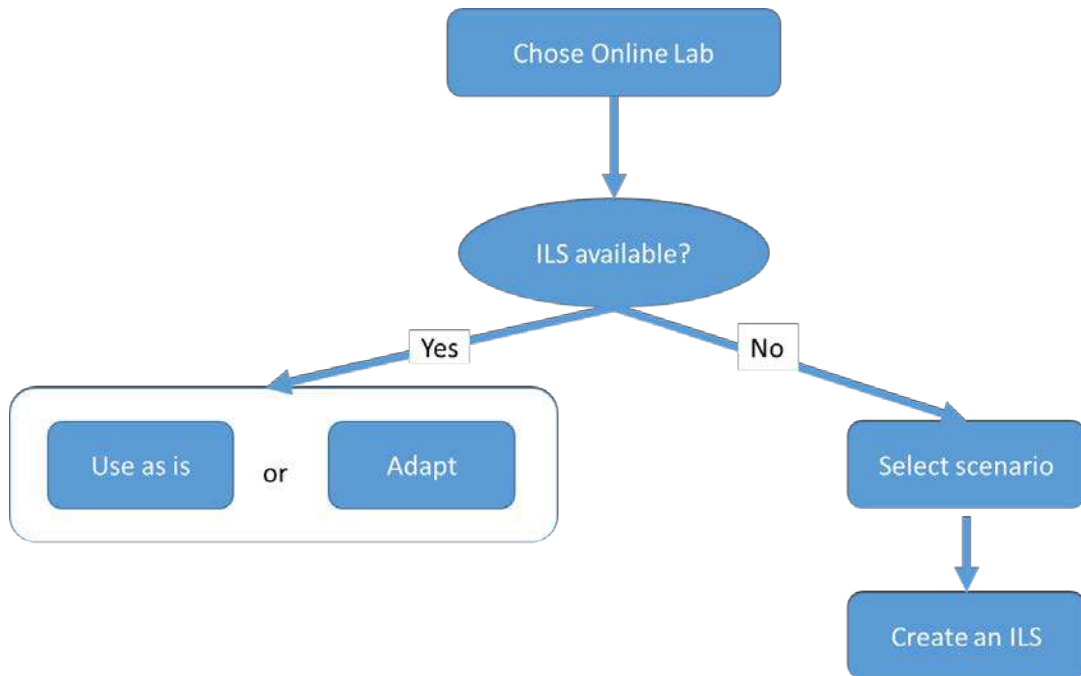 Chose Online Lab
ILS available?
Yes
No
Use as is
or
Adapt
Select scenario
Create an ILS